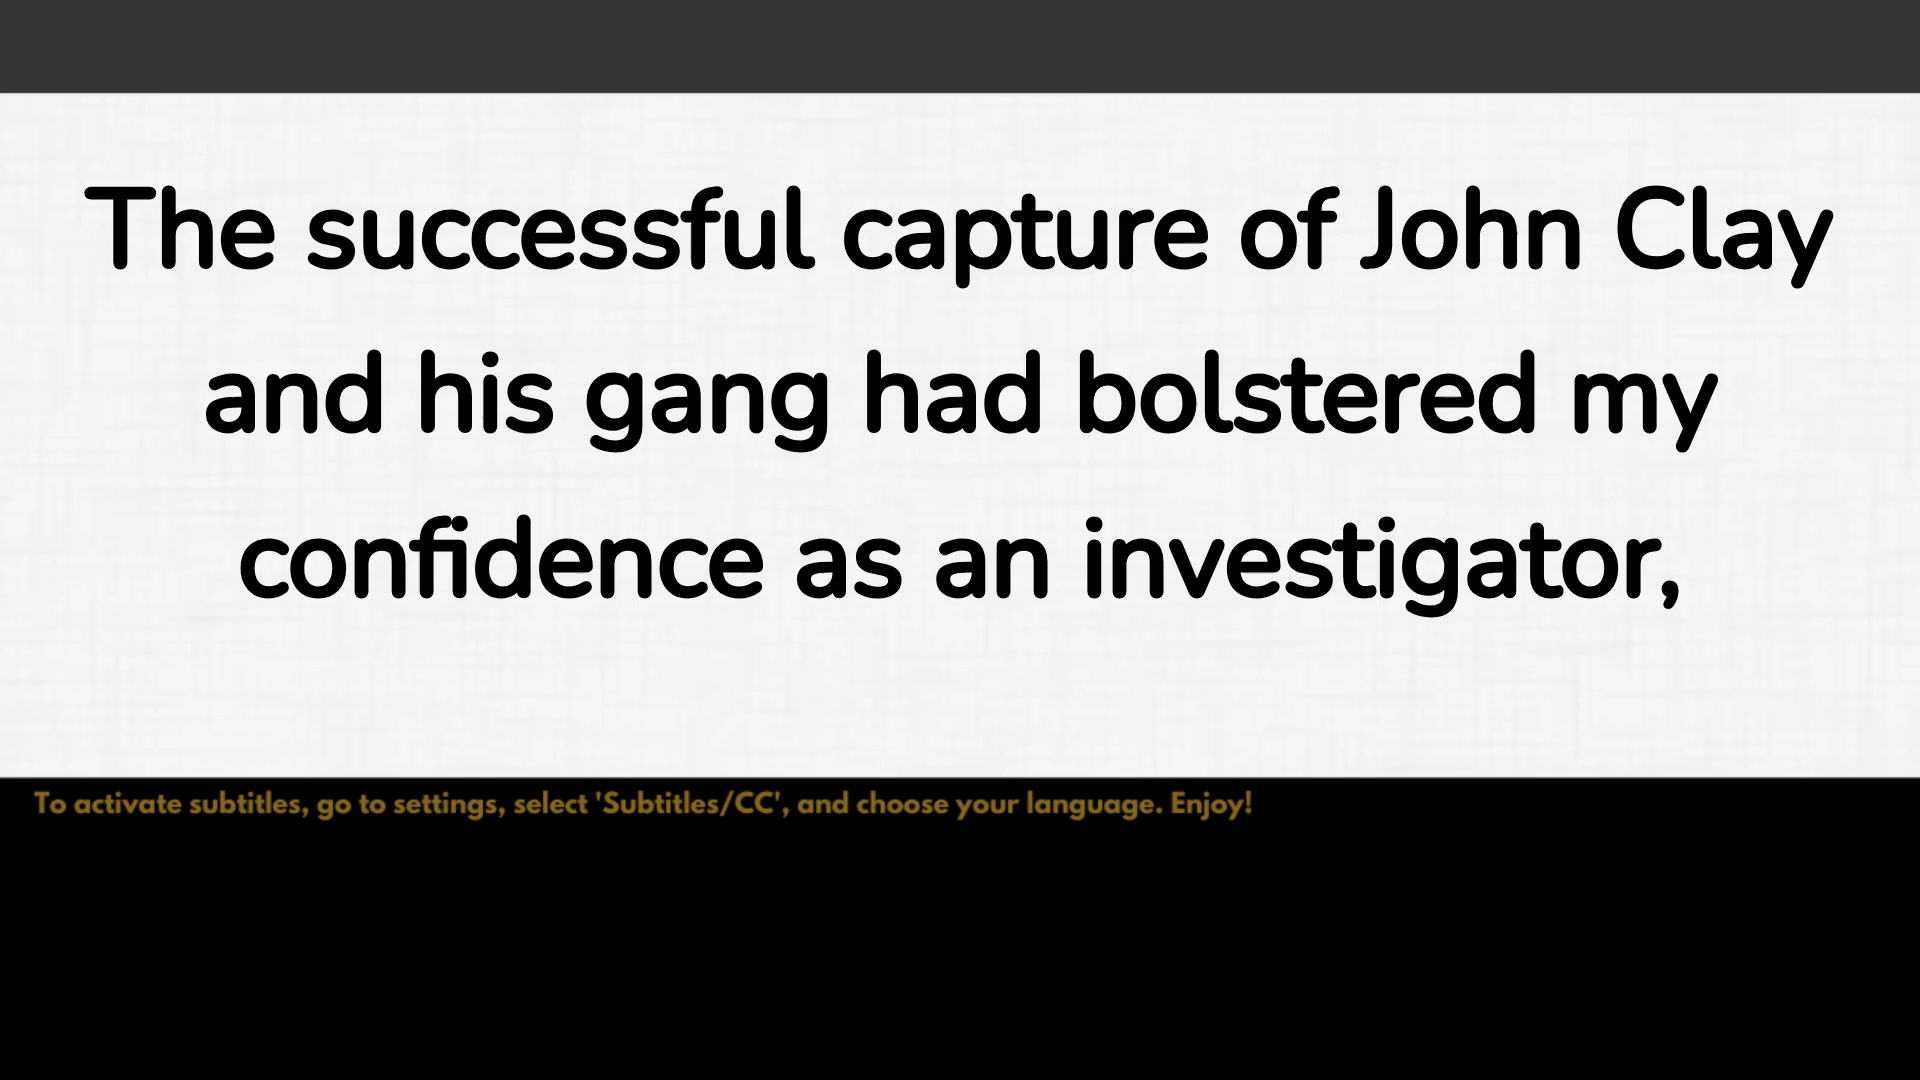 The successful capture of John Clay
and his gang had bolstered my
confidence as an investigator,
To activate subtitles, go to settings, select 'Subtitles/CC', and choose your language. Enjoy!